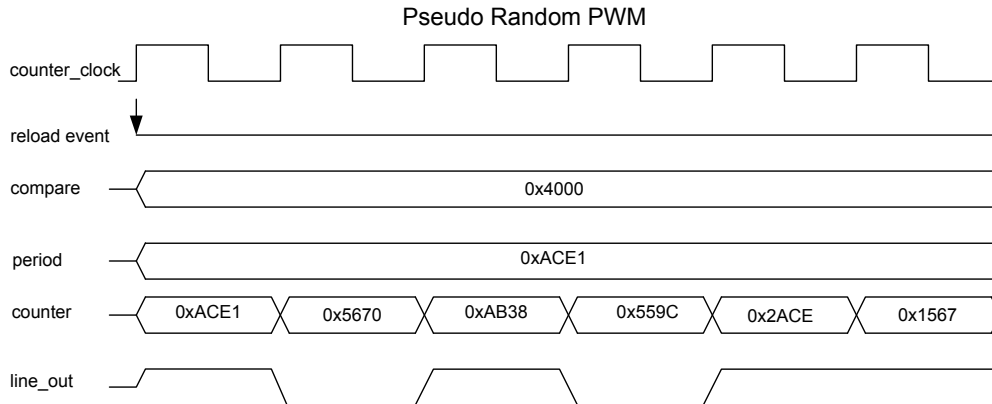 Pseudo Random PWM
counter_clock
reload event
compare 0x4000
period 0xACE1
counter 0xACE1 0x5670 0xAB38 0x559C 0x2ACE 0x1567
line_out